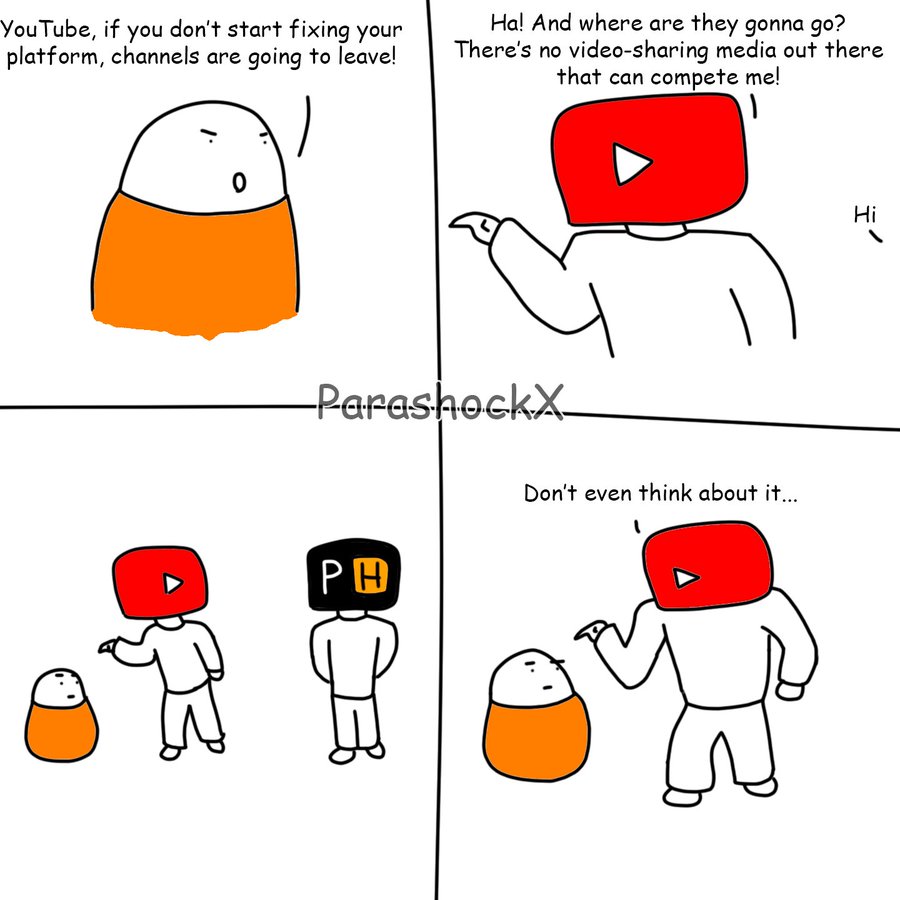 YouTube, if you don't start fixing your
platform, channels are going to leave!
Ha! And where are they gonna go?
There's no video-sharing media out there
that can compete me!
Hi
ParashockX
P H
Don't even think about it...